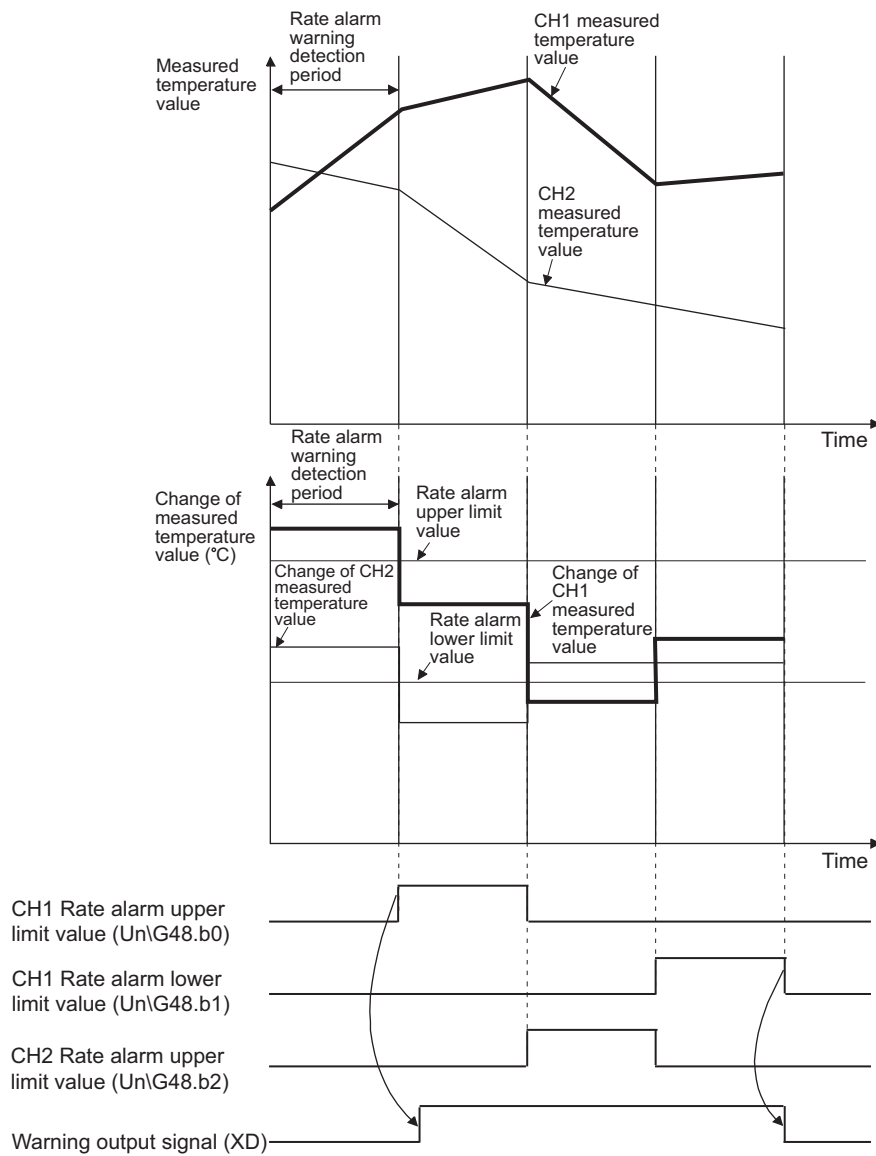 Rate alarm
warning
detection
period
CH1 measured
temperature
value
Measured
temperature
value
CH2
measured
temperature
value
Time
Rate alarm
warning
detection
period
Change of
measured
temperature
value (°C)
Rate alarm
upper limit
value
Change of CH2
measured
temperature
value
Change of
CH1
measured
temperature
value
Rate alarm
lower limit
value
Time
CH1 Rate alarm upper
limit value (Un\G48.b0)
CH1 Rate alarm lower
limit value (Un\G48.b1)
CH2 Rate alarm upper
limit value (Un\G48.b2)
Warning output signal (XD)